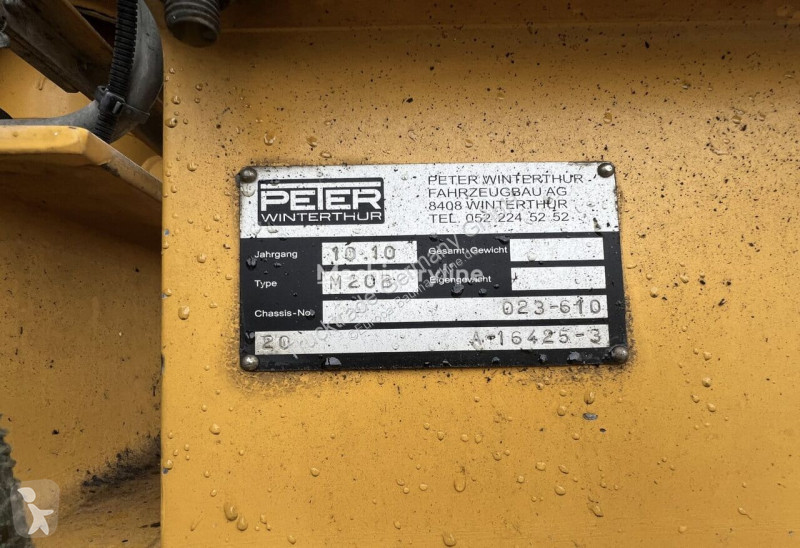 PETER
WINTERTHUR
PETER WINTERTHUR
FAHRZEUGBAU AG
8408 WINTERTHUR
TEL. 052 224 52 52
Jahrgang 10.10 Gesamt-Gewicht
Type M20B Eigengewicht
Chassis-No. 023-610
20 A-16425-3
Machineryline